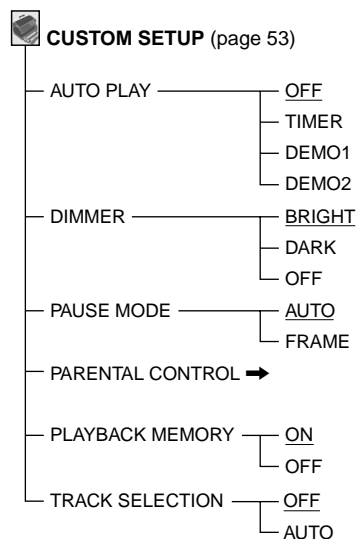 CUSTOM SETUP (page 53)
AUTO PLAY OFF
TIMER
DEMO1
DEMO2
DIMMER BRIGHT
DARK
OFF
PAUSE MODE AUTO
FRAME
PARENTAL CONTROL ➡
PLAYBACK MEMORY ON
OFF
TRACK SELECTION OFF
AUTO